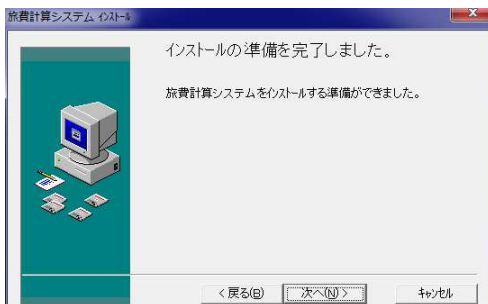 旅費計算システム インストール
インストールの準備を完了しました。
旅費計算システムをインストールする準備ができました。
< 戻る(B)
次へ(N) >
キャンセル